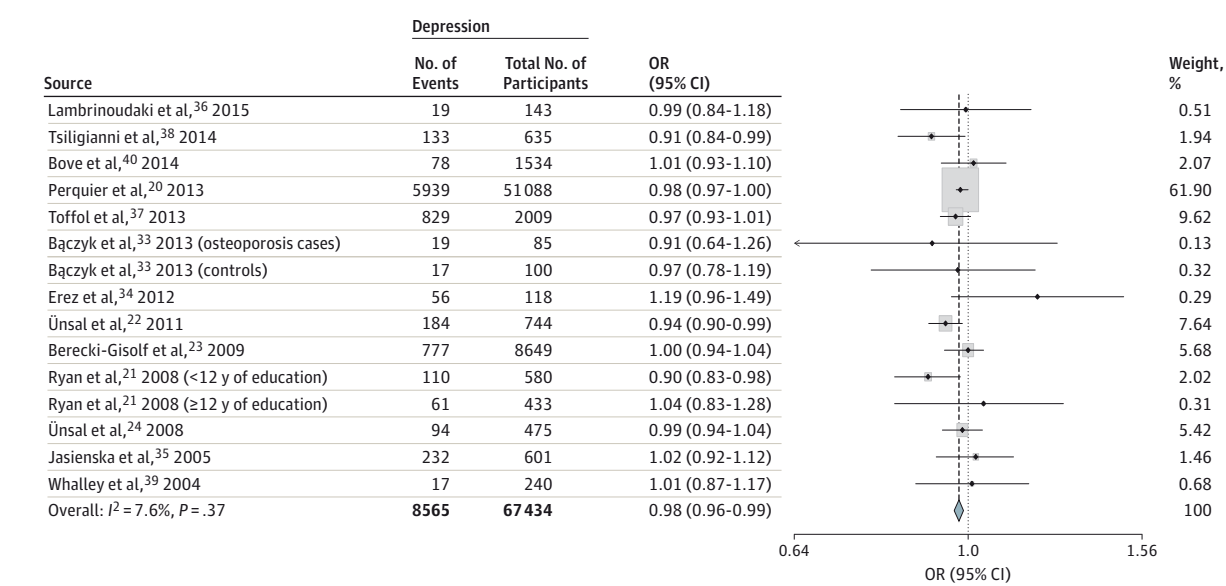 Depression
Source No. of Events Total No. of Participants OR (95% CI) Weight, %
Lambrinoudaki et al,36 2015 19 143 0.99 (0.84-1.18) 0.51
Tsiligianni et al,38 2014 133 635 0.91 (0.84-0.99) 1.94
Bove et al,40 2014 78 1534 1.01 (0.93-1.10) 2.07
Perquier et al,20 2013 5939 51088 0.98 (0.97-1.00) 61.90
Toffol et al,37 2013 829 2009 0.97 (0.93-1.01) 9.62
Bączyk et al,33 2013 (osteoporosis cases) 19 85 0.91 (0.64-1.26) 0.13
Bączyk et al,33 2013 (controls) 17 100 0.97 (0.78-1.19) 0.32
Erez et al,34 2012 56 118 1.19 (0.96-1.49) 0.29
Ünsal et al,22 2011 184 744 0.94 (0.90-0.99) 7.64
Berecki-Gisolf et al,23 2009 777 8649 1.00 (0.94-1.04) 5.68
Ryan et al,21 2008 (<12 y of education) 110 580 0.90 (0.83-0.98) 2.02
Ryan et al,21 2008 (≥12 y of education) 61 433 1.04 (0.83-1.28) 0.31
Ünsal et al,24 2008 94 475 0.99 (0.94-1.04) 5.42
Jasienska et al,35 2005 232 601 1.02 (0.92-1.12) 1.46
Whalley et al,39 2004 17 240 1.01 (0.87-1.17) 0.68
Overall: I2 = 7.6%, P = .37 8565 67434 0.98 (0.96-0.99) 100
0.64 1.0 1.56
OR (95% CI)